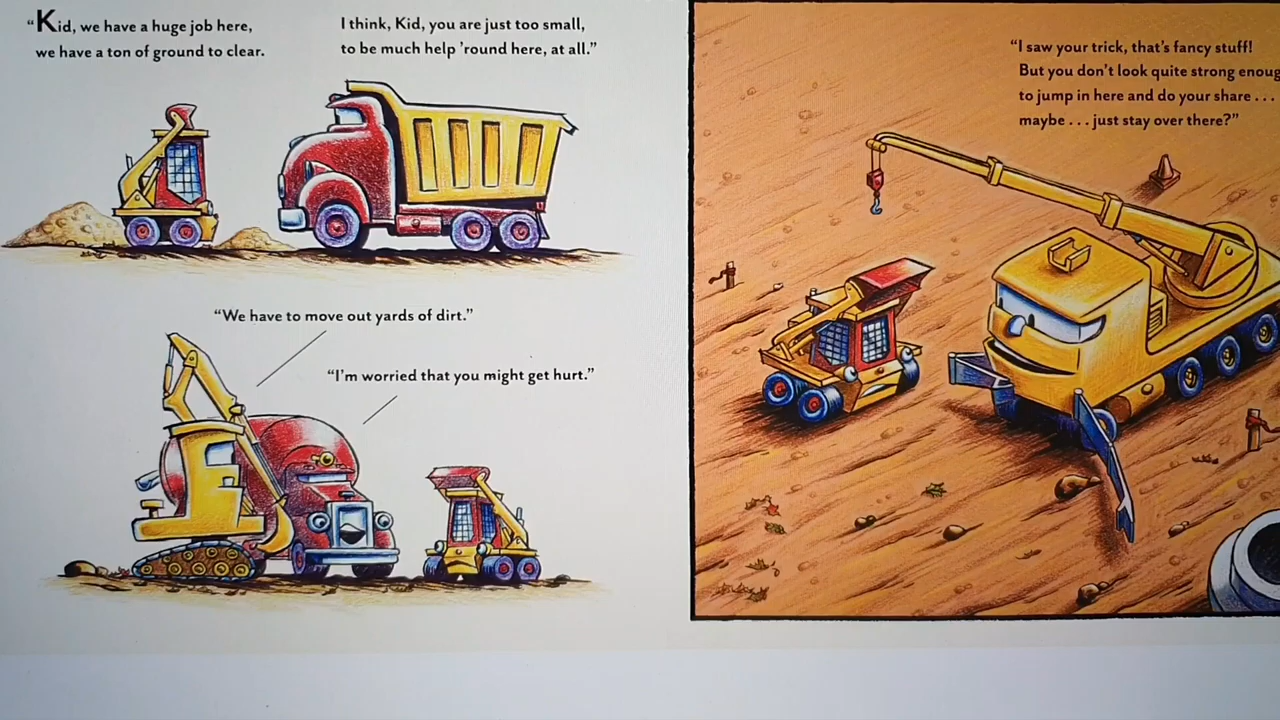 “Kid, we have a huge job here,
we have a ton of ground to clear.
I think, Kid, you are just too small,
to be much help ’round here, at all.”
“We have to move out yards of dirt.”
“I’m worried that you might get hurt.”
“I saw your trick, that’s fancy stuff!
But you don’t look quite strong enoug
to jump in here and do your share . . .
maybe . . . just stay over there?”